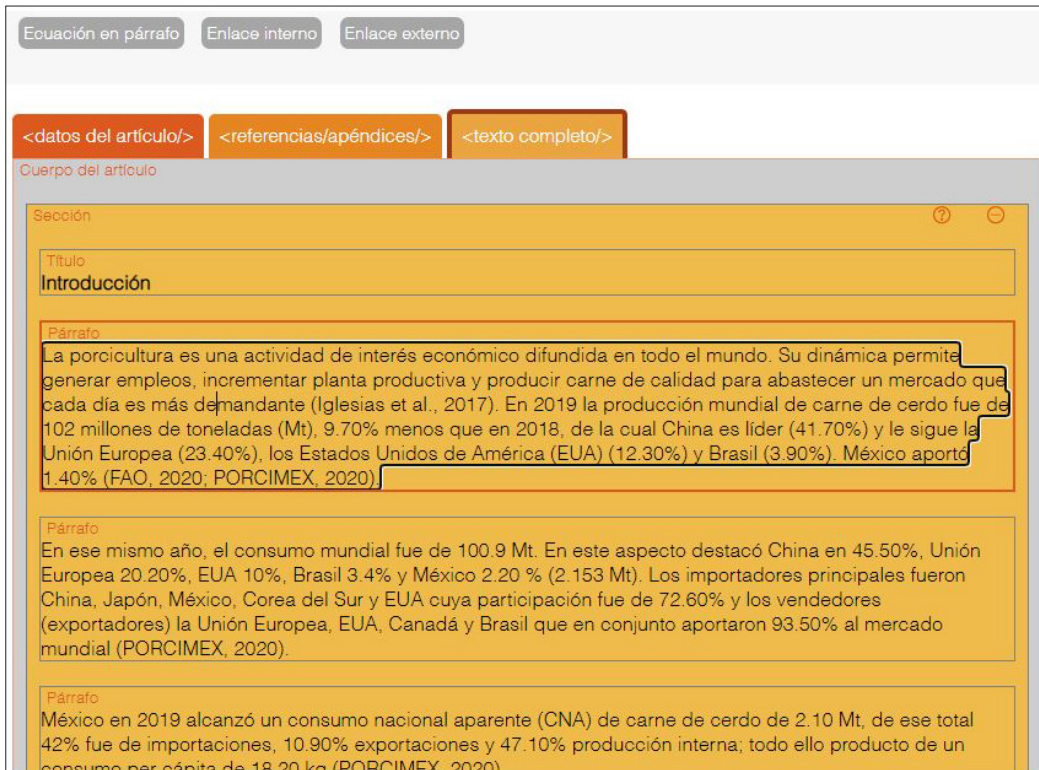 Ecuación en párrafo Enlace interno Enlace externo
<datos del artículo/> <referencias/apéndices/> <texto completo/>
Cuerpo del artículo
Sección
Título
Introducción
Párrafo
La porcicultura es una actividad de interés económico difundida en todo el mundo. Su dinámica permite
generar empleos, incrementar planta productiva y producir carne de calidad para abastecer un mercado que
cada día es más demandante (Iglesias et al., 2017). En 2019 la producción mundial de carne de cerdo fue de
102 millones de toneladas (Mt), 9.70% menos que en 2018, de la cual China es líder (41.70%) y le sigue la
Unión Europea (23.40%), los Estados Unidos de América (EUA) (12.30%) y Brasil (3.90%). México aportó
1.40% (FAO, 2020; PORCIMEX, 2020).
Párrafo
En ese mismo año, el consumo mundial fue de 100.9 Mt. En este aspecto destacó China en 45.50%, Unión
Europea 20.20%, EUA 10%, Brasil 3.4% y México 2.20 % (2.153 Mt). Los importadores principales fueron
China, Japón, México, Corea del Sur y EUA cuya participación fue de 72.60% y los vendedores
(exportadores) la Unión Europea, EUA, Canadá y Brasil que en conjunto aportaron 93.50% al mercado
mundial (PORCIMEX, 2020).
Párrafo
México en 2019 alcanzó un consumo nacional aparente (CNA) de carne de cerdo de 2.10 Mt, de ese total
42% fue de importaciones, 10.90% exportaciones y 47.10% producción interna; todo ello producto de un
consumo per cápita de 18.20 kg (PORCIMEX, 2020)